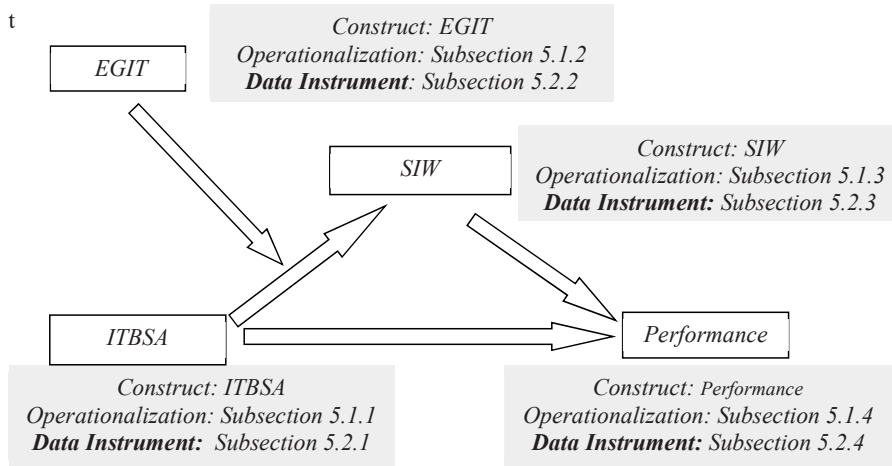 t
Construct: EGIT
Operationalization: Subsection 5.1.2
Data Instrument: Subsection 5.2.2
EGIT
SIW
Construct: SIW
Operationalization: Subsection 5.1.3
Data Instrument: Subsection 5.2.3
ITBSA
Performance
Construct: ITBSA
Operationalization: Subsection 5.1.1
Data Instrument: Subsection 5.2.1
Construct: Performance
Operationalization: Subsection 5.1.4
Data Instrument: Subsection 5.2.4